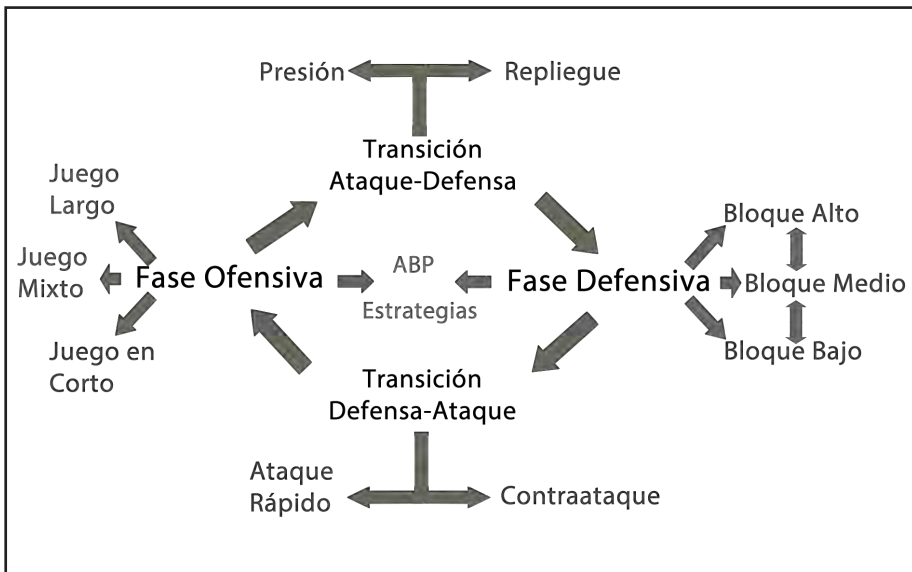 Presión
Repliegue
Transición
Ataque-Defensa
Juego
Largo
Juego
Mixto
Juego en
Corto
Fase Ofensiva
ABP
Estrategias
Fase Defensiva
Bloque Alto
Bloque Medio
Bloque Bajo
Transición
Defensa-Ataque
Ataque
Rápido
Contraataque